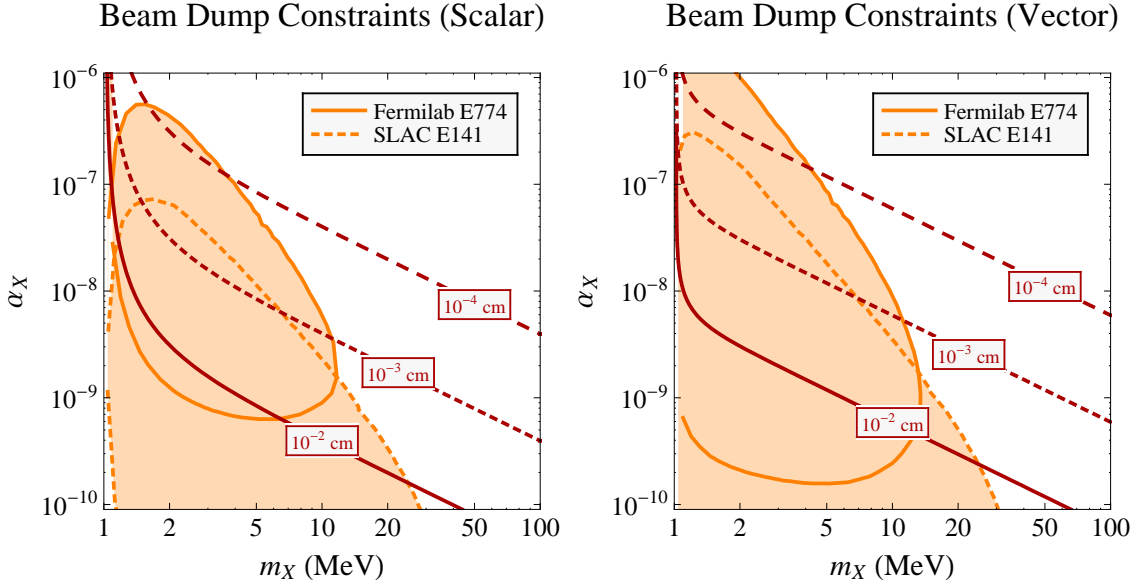 Beam Dump Constraints (Scalar)
10⁻⁶
10⁻⁷
10⁻⁸
10⁻⁹
10⁻¹⁰
α_X
Fermilab E774
SLAC E141
10⁻⁴ cm
10⁻³ cm
10⁻² cm
1 2 5 10 20 50 100
m_X (MeV)
Beam Dump Constraints (Vector)
10⁻⁶
10⁻⁷
10⁻⁸
10⁻⁹
10⁻¹⁰
α_X
Fermilab E774
SLAC E141
10⁻⁴ cm
10⁻³ cm
10⁻² cm
1 2 5 10 20 50 100
m_X (MeV)